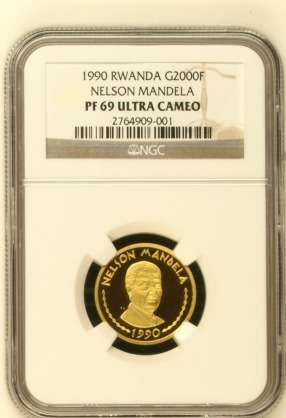 1990 RWANDA G2000F
NELSON MANDELA
PF 69 ULTRA CAMEO
2764909-001
NGC
NELSON MANDELA
1990